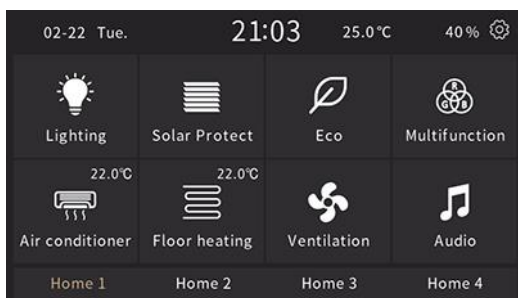 02-22 Tue. 21:03 25.0°C 40% 
R
G B
Lighting Solar Protect Eco Multifunction
22.0°C 22.0°C
Air conditioner Floor heating Ventilation Audio
Home 1 Home 2 Home 3 Home 4